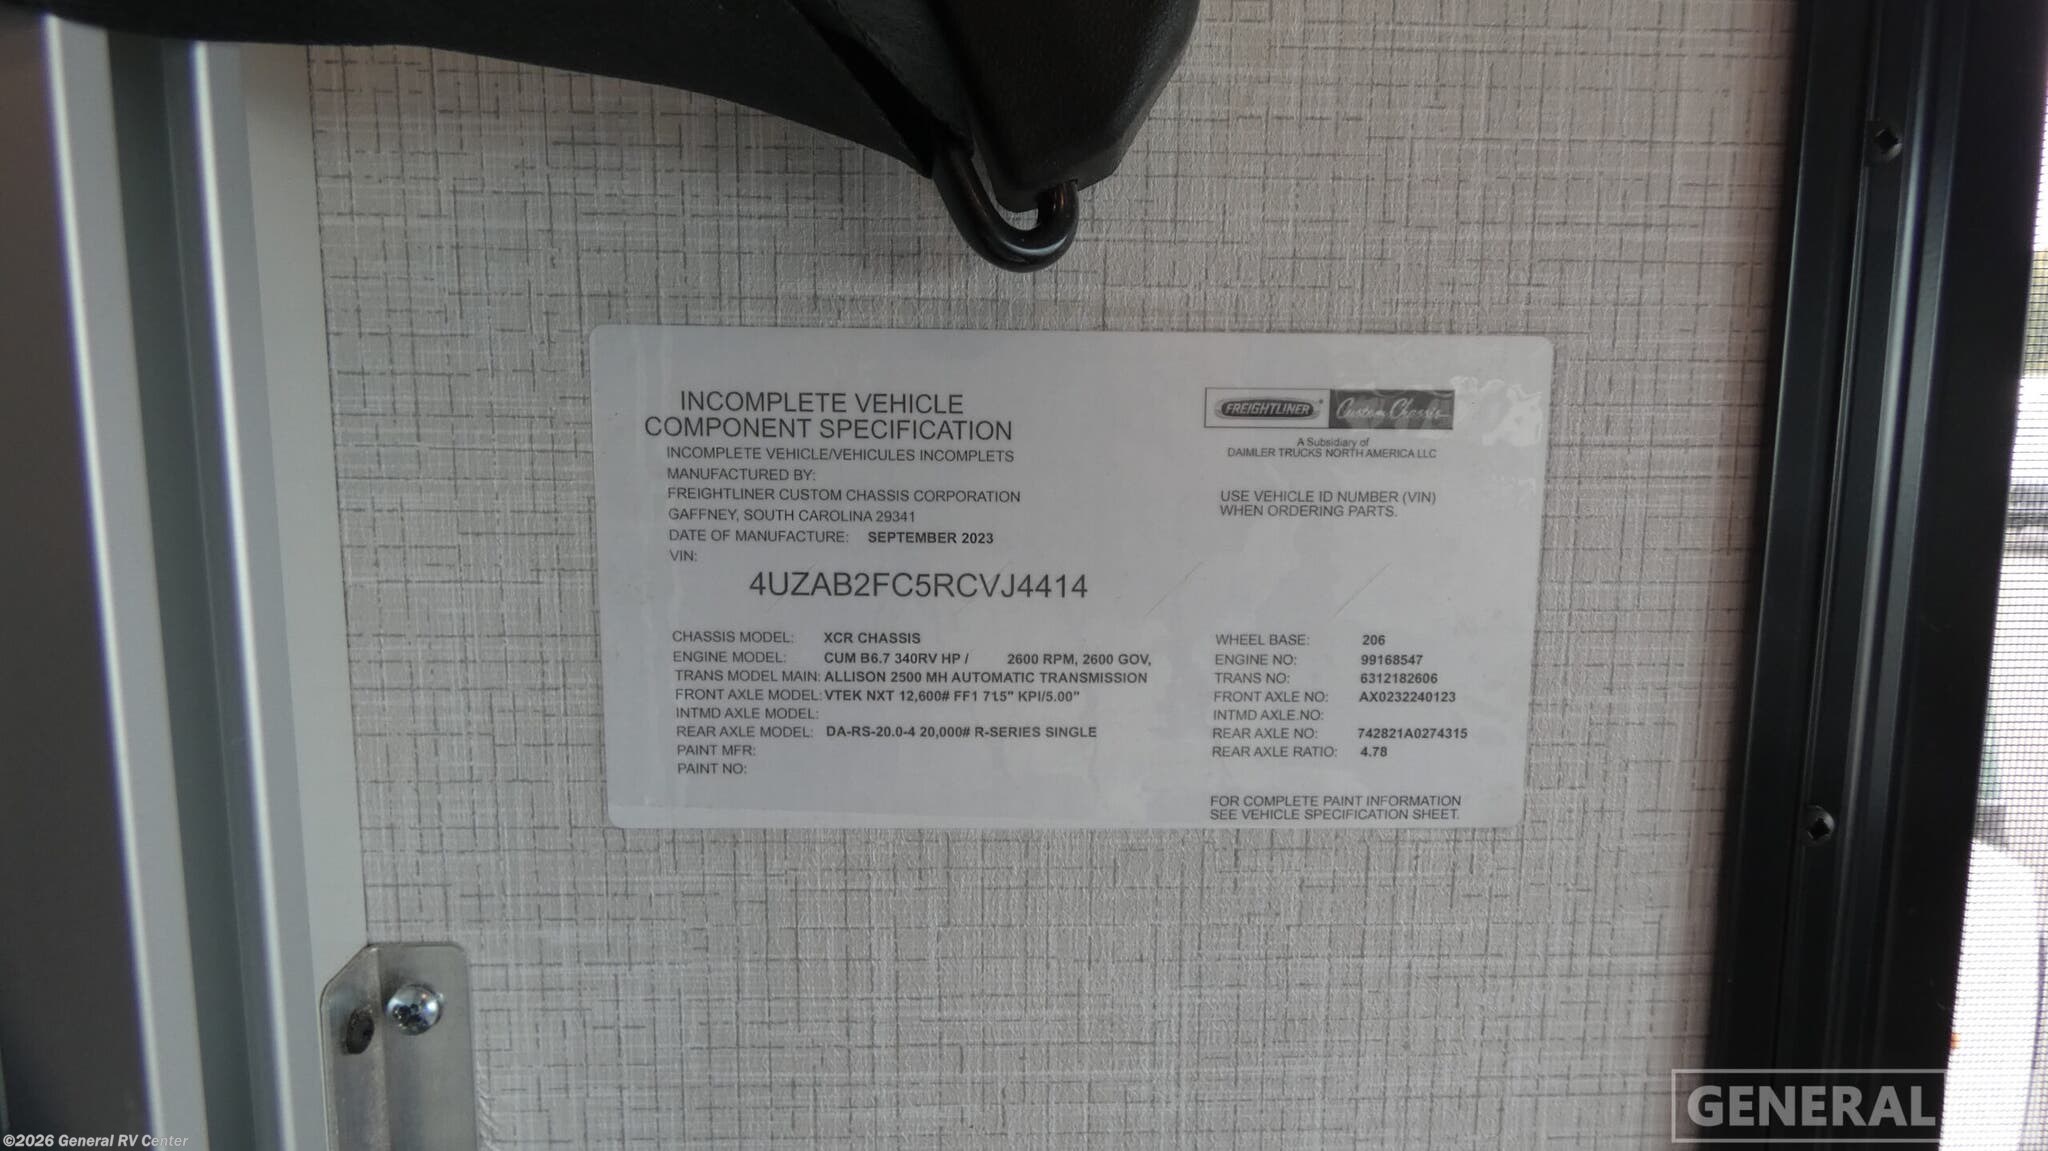 INCOMPLETE VEHICLE
COMPONENT SPECIFICATION
INCOMPLETE VEHICLE/VEHICULES INCOMPLETS
MANUFACTURED BY:
FREIGHTLINER CUSTOM CHASSIS CORPORATION
GAFFNEY, SOUTH CAROLINA 29341
DATE OF MANUFACTURE: SEPTEMBER 2023
VIN:
4UZAB2FC5RCVJ4414
FREIGHTLINER Custom Chassis
A Subsidiary of
DAIMLER TRUCKS NORTH AMERICA LLC
USE VEHICLE ID NUMBER (VIN)
WHEN ORDERING PARTS.
CHASSIS MODEL: XCR CHASSIS
ENGINE MODEL: CUM B6.7 340RV HP / 2600 RPM, 2600 GOV,
TRANS MODEL MAIN: ALLISON 2500 MH AUTOMATIC TRANSMISSION
FRONT AXLE MODEL: VTEK NXT 12,600# FF1 71.5" KPI/5.00"
INTMD AXLE MODEL:
REAR AXLE MODEL: DA-RS-20.0-4 20,000# R-SERIES SINGLE
PAINT MFR:
PAINT NO:
WHEEL BASE: 206
ENGINE NO: 99168547
TRANS NO: 6312182606
FRONT AXLE NO: AX0232240123
INTMD AXLE.NO:
REAR AXLE NO: 742821A0274315
REAR AXLE RATIO: 4.78
FOR COMPLETE PAINT INFORMATION
SEE VEHICLE SPECIFICATION SHEET.
GENERAL
©2026 General RV Center